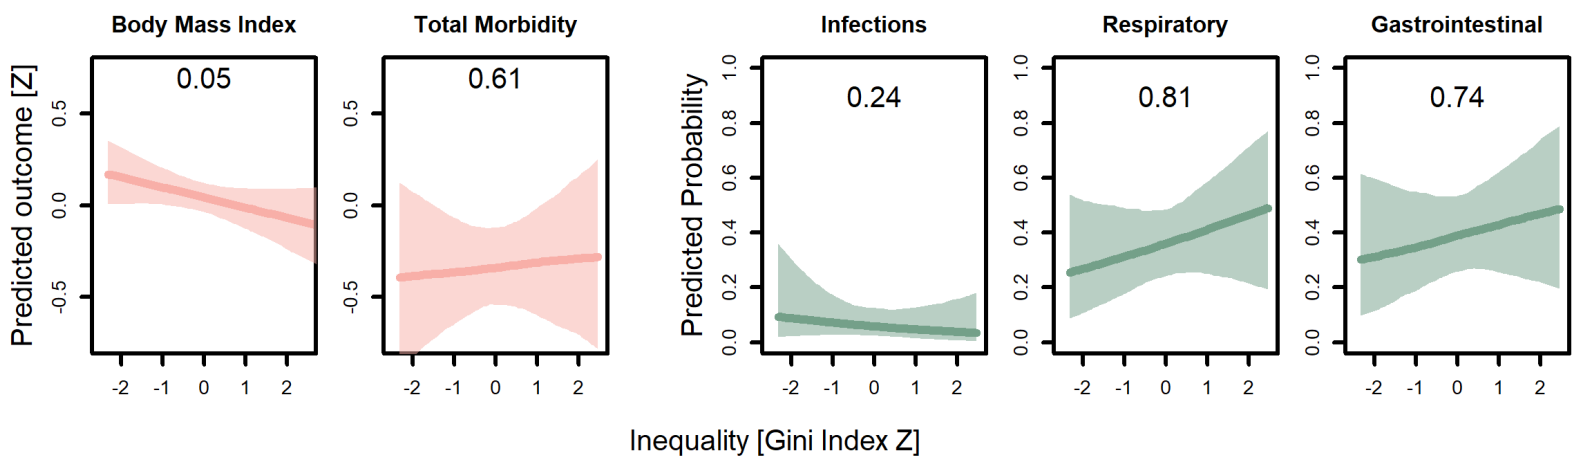 Body Mass Index
Total Morbidity
Infections
Respiratory
Gastrointestinal
Predicted outcome [Z]
0.5
0.0
-0.5
0.05
-2 -1 0 1 2
0.5
0.0
-0.5
0.61
-2 -1 0 1 2
Predicted Probability
1.0
0.8
0.6
0.4
0.2
0.0
0.24
-2 -1 0 1 2
1.0
0.8
0.6
0.4
0.2
0.0
0.81
-2 -1 0 1 2
1.0
0.8
0.6
0.4
0.2
0.0
0.74
-2 -1 0 1 2
Inequality [Gini Index Z]